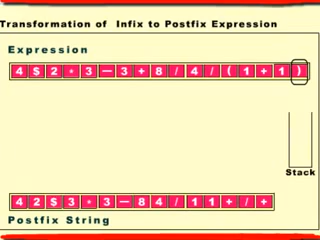 Transformation of Infix to Postfix Expression
Expression
4 $ 2 * 3 — 3 + 8 / 4 / ( 1 + 1 )
Stack
4 2 $ 3 * 3 — 8 4 / 1 1 + / +
Postfix String